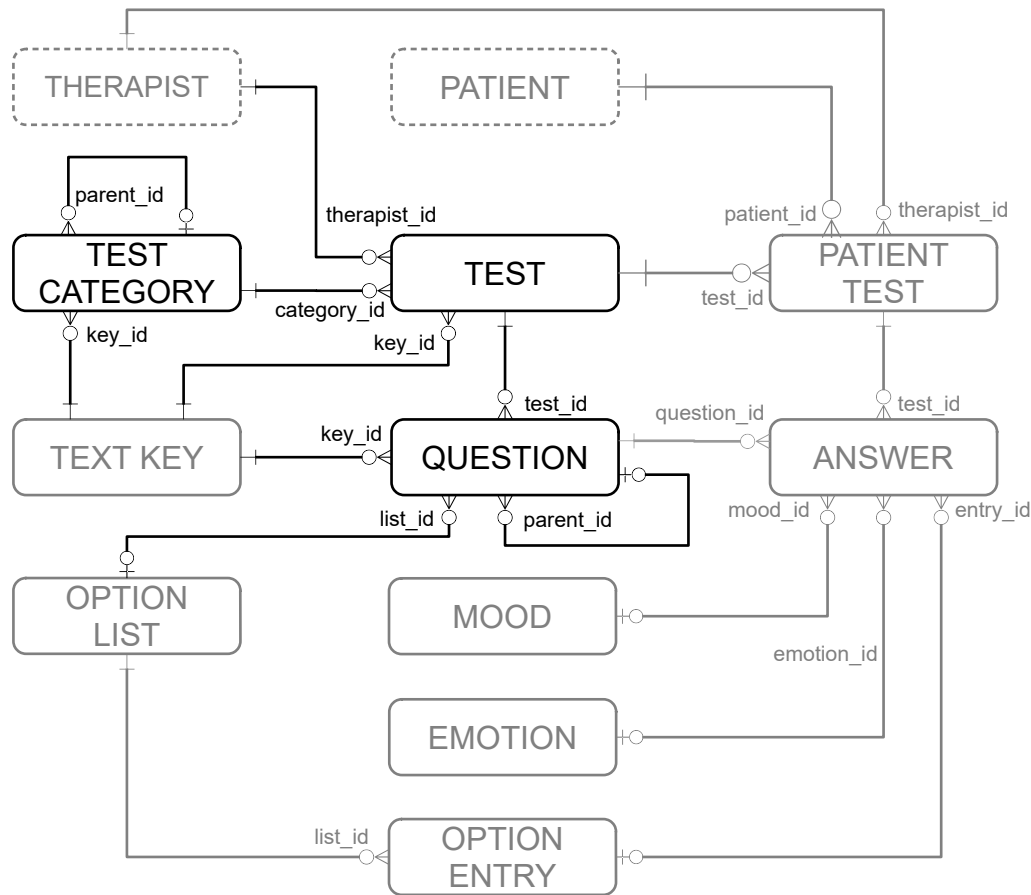 THERAPIST
PATIENT
parent_id
therapist_id
patient_id
therapist_id
TEST
CATEGORY
TEST
PATIENT
TEST
category_id
test_id
key_id
key_id
test_id
question_id
test_id
TEXT KEY
key_id
QUESTION
ANSWER
list_id
parent_id
mood_id
entry_id
OPTION
LIST
MOOD
emotion_id
EMOTION
list_id
OPTION
ENTRY